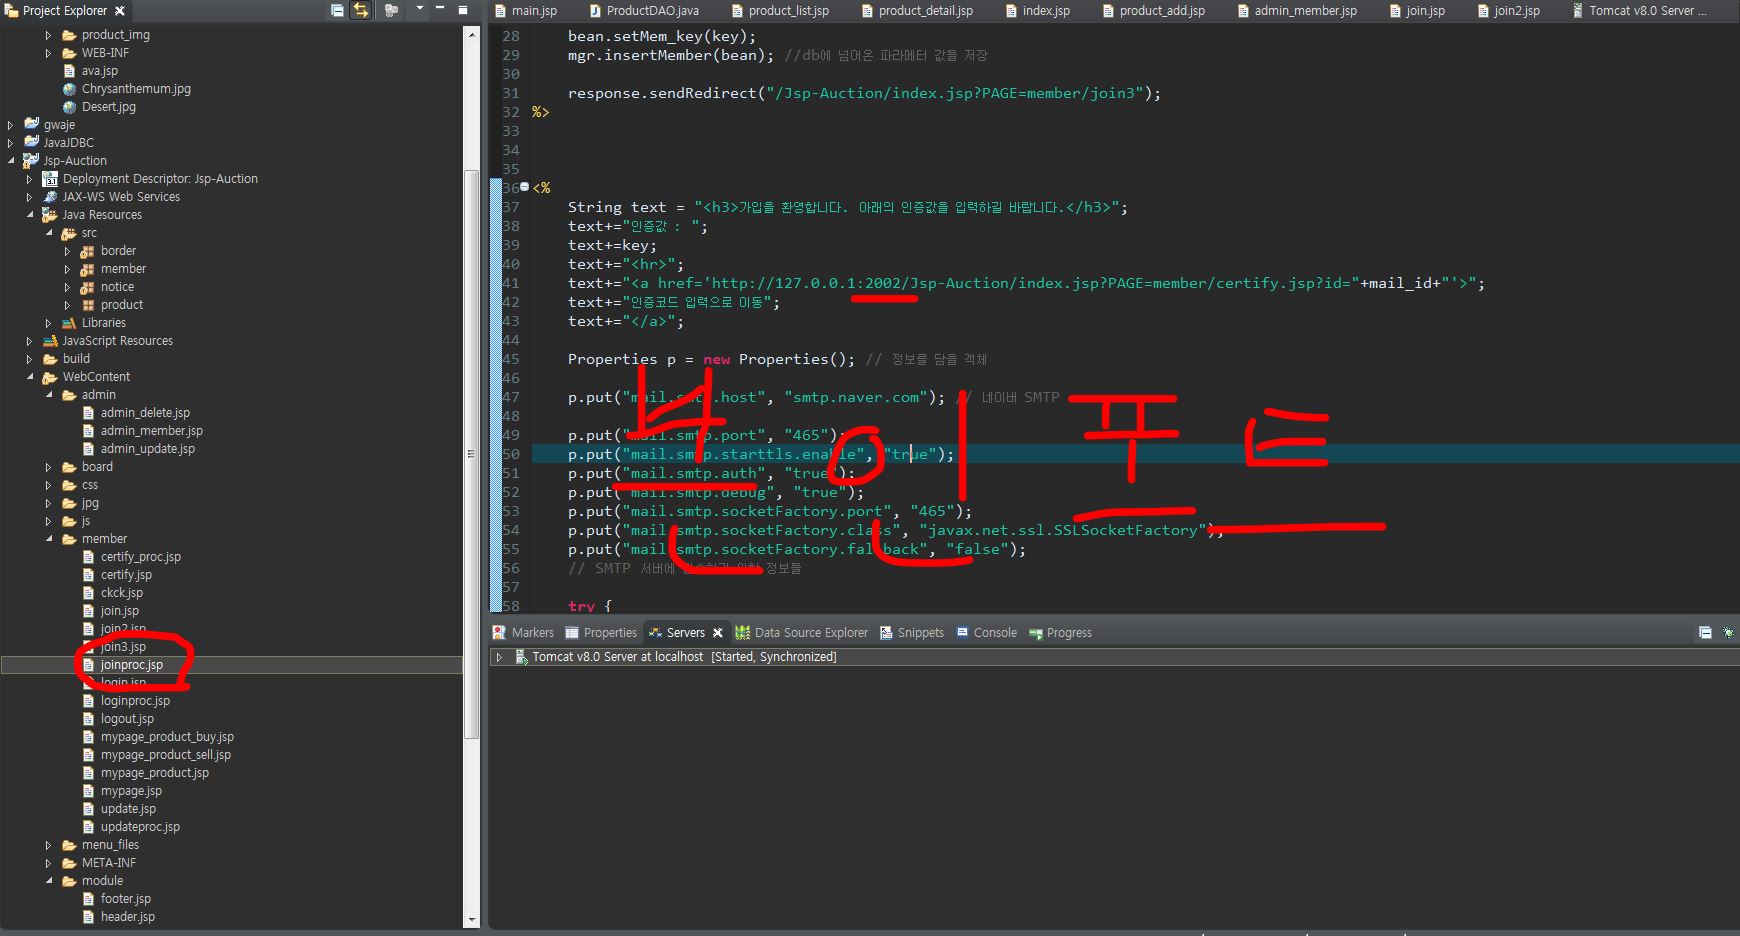 Project Explorer
product_img
WEB-INF
ava.jsp
Chrysanthemum.jpg
Desert.jpg
gwaje
JavaJDBC
Jsp-Auction
Deployment Descriptor: Jsp-Auction
JAX-WS Web Services
Java Resources
src
border
member
notice
product
Libraries
JavaScript Resources
build
WebContent
admin
admin_delete.jsp
admin_member.jsp
admin_update.jsp
board
css
jpg
js
member
certify_proc.jsp
certify.jsp
ckck.jsp
join.jsp
join2.jsp
join3.jsp
joinproc.jsp
login.jsp
loginproc.jsp
logout.jsp
mypage_product_buy.jsp
mypage_product_sell.jsp
mypage_product.jsp
mypage.jsp
update.jsp
updateproc.jsp
menu_files
META-INF
module
footer.jsp
header.jsp
main.jsp ProductDAO.java product_list.jsp product_detail.jsp index.jsp product_add.jsp admin_member.jsp join.jsp join2.jsp Tomcat v8.0 Server ...
28 bean.setMem_key(key);
29 mgr.insertMember(bean); //db에 넘어온 파라메터 값들 저장
30
31 response.sendRedirect("/Jsp-Auction/index.jsp?PAGE=member/join3");
32 %>
33
34
35
36 <%
37 String text = "<h3>가입을 환영합니다. 아래의 인증값을 입력하길 바랍니다.</h3>";
38 text+="인증값 : ";
39 text+=key;
40 text+="<hr>";
41 text+="<a href='http://127.0.0.1:2002/Jsp-Auction/index.jsp?PAGE=member/certify.jsp?id="+mail_id+"'>";
42 text+="인증코드 입력으로 이동";
43 text+="</a>";
44
45 Properties p = new Properties(); // 정보를 담을 객체
46
47 p.put("mail.smtp.host", "smtp.naver.com"); // 네이버 SMTP
48
49 p.put("mail.smtp.port", "465");
50 p.put("mail.smtp.starttls.enable", "true");
51 p.put("mail.smtp.auth", "true");
52 p.put("mail.smtp.debug", "true");
53 p.put("mail.smtp.socketFactory.port", "465");
54 p.put("mail.smtp.socketFactory.class", "javax.net.ssl.SSLSocketFactory");
55 p.put("mail.smtp.socketFactory.fallback", "false");
56 // SMTP 서버에 접속하기 위한 정보들
57
58 try {
Markers Properties Servers Data Source Explorer Snippets Console Progress
Tomcat v8.0 Server at localhost [Started, Synchronized]